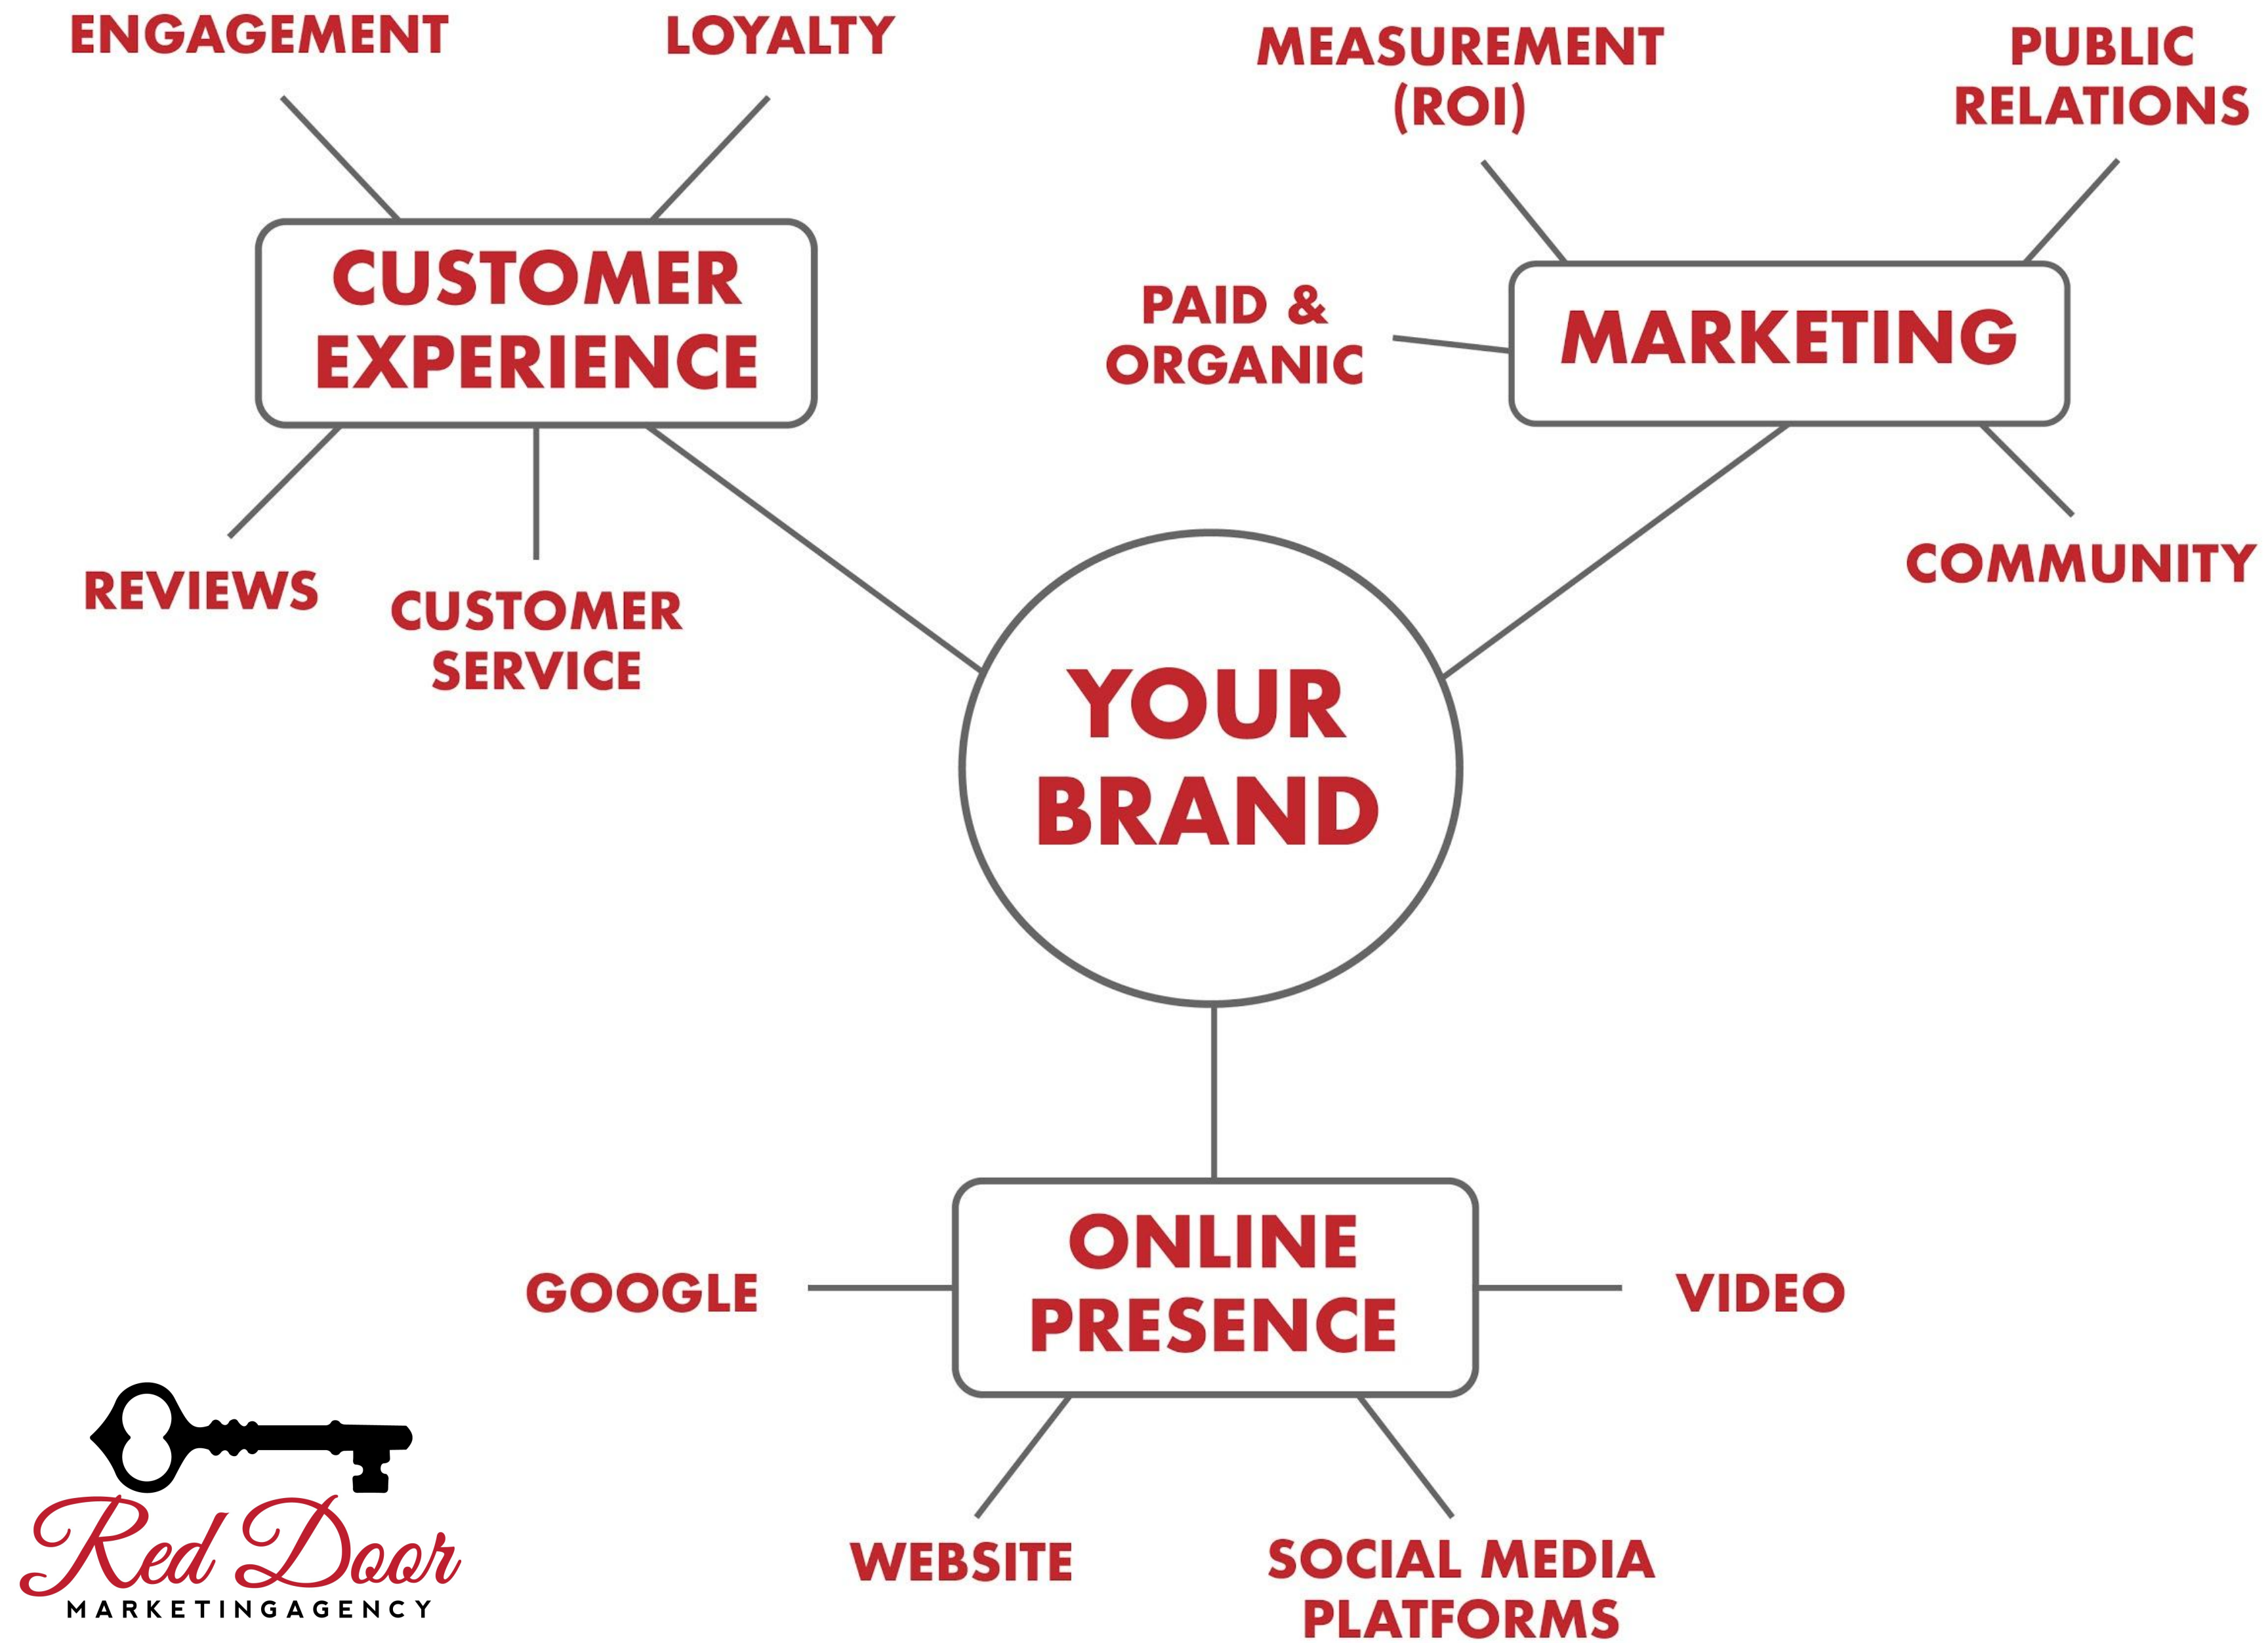 ENGAGEMENT
LOYALTY
CUSTOMER
EXPERIENCE
REVIEWS
CUSTOMER
SERVICE
MEASUREMENT
(ROI)
PUBLIC
RELATIONS
PAID &
ORGANIC
MARKETING
COMMUNITY
YOUR
BRAND
ONLINE
PRESENCE
GOOGLE
VIDEO
WEBSITE
SOCIAL MEDIA
PLATFORMS
Red Door
MARKETINGAGENCY